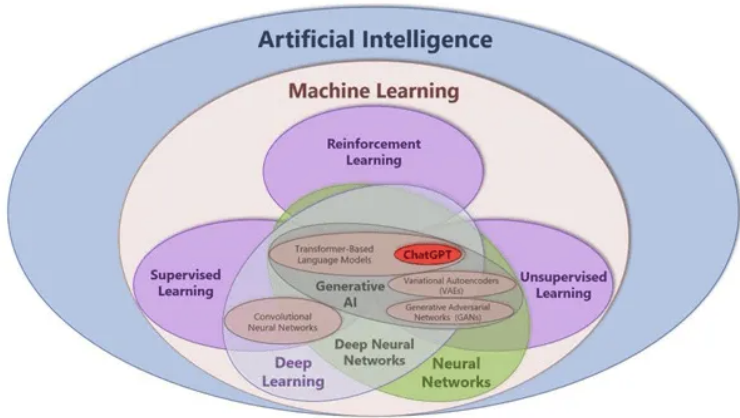 Artificial Intelligence
Machine Learning
Reinforcement
Learning
Transformer-Based
Language Models
ChatGPT
Supervised
Learning
Generative
AI
Variational Autoencoders
(VAEs)
Unsupervised
Learning
Generative Adversarial
Networks (GANs)
Convolutional
Neural Networks
Deep Neural
Networks
Deep
Learning
Neural
Networks